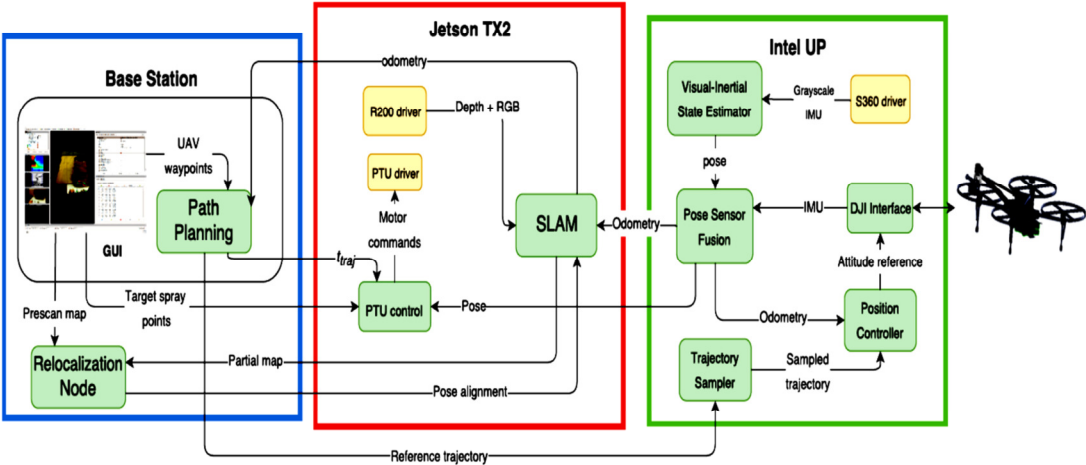 Base Station
UAV
waypoints
Path
Planning
GUI
Prescan map
Target spray
points
Relocalization
Node
Jetson TX2
odometry
R200 driver
Depth + RGB
PTU driver
Motor
commands
SLAM
t_traj
PTU control
Pose
Partial map
Pose alignment
Reference trajectory
Intel UP
Visual-Inertial
State Estimator
Grayscale
IMU
S360 driver
pose
Odometry
Pose Sensor
Fusion
IMU
DJI Interface
Attitude reference
Odometry
Position
Controller
Trajectory
Sampler
Sampled
trajectory